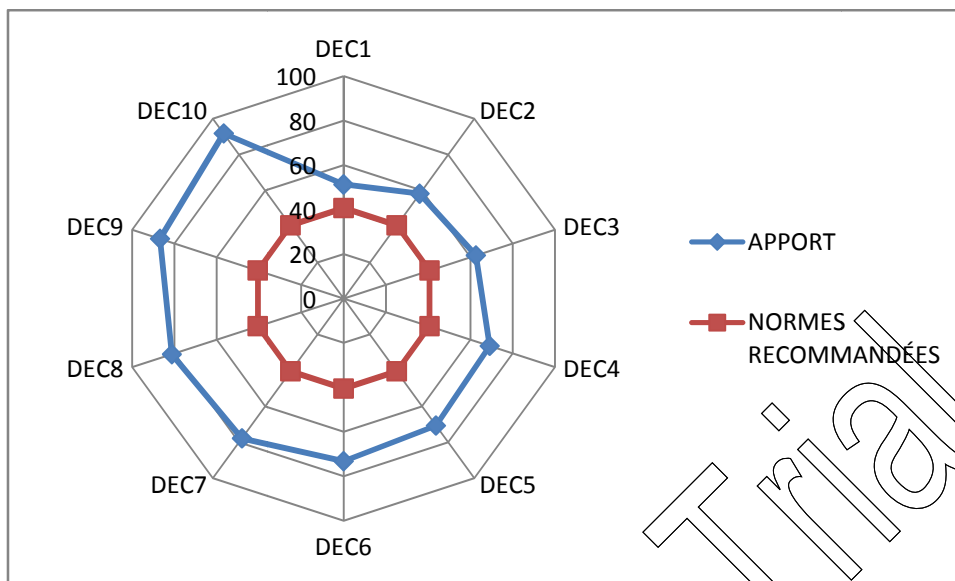 DEC1
100
DEC10
DEC2
80
60
DEC9
40
DEC3
20
APPORT
0
NORMES
RECOMMANDÉES
DEC8
DEC4
DEC7
DEC5
DEC6
Trial